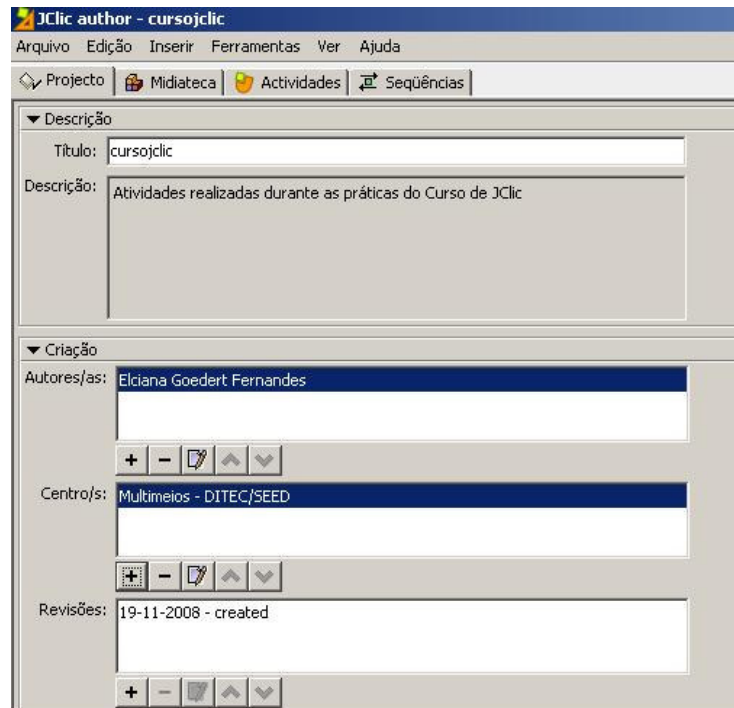 JClic author - cursojclic
Arquivo Edição Inserir Ferramentas Ver Ajuda
Projecto Midiateca Actividades Seqüências
Descrição
Título: cursojclic
Descrição: Atividades realizadas durante as práticas do Curso de JClic
Criação
Autores/as: Elciana Goedert Fernandes
Centro/s: Multimeios - DITEC/SEED
Revisões: 19-11-2008 - created